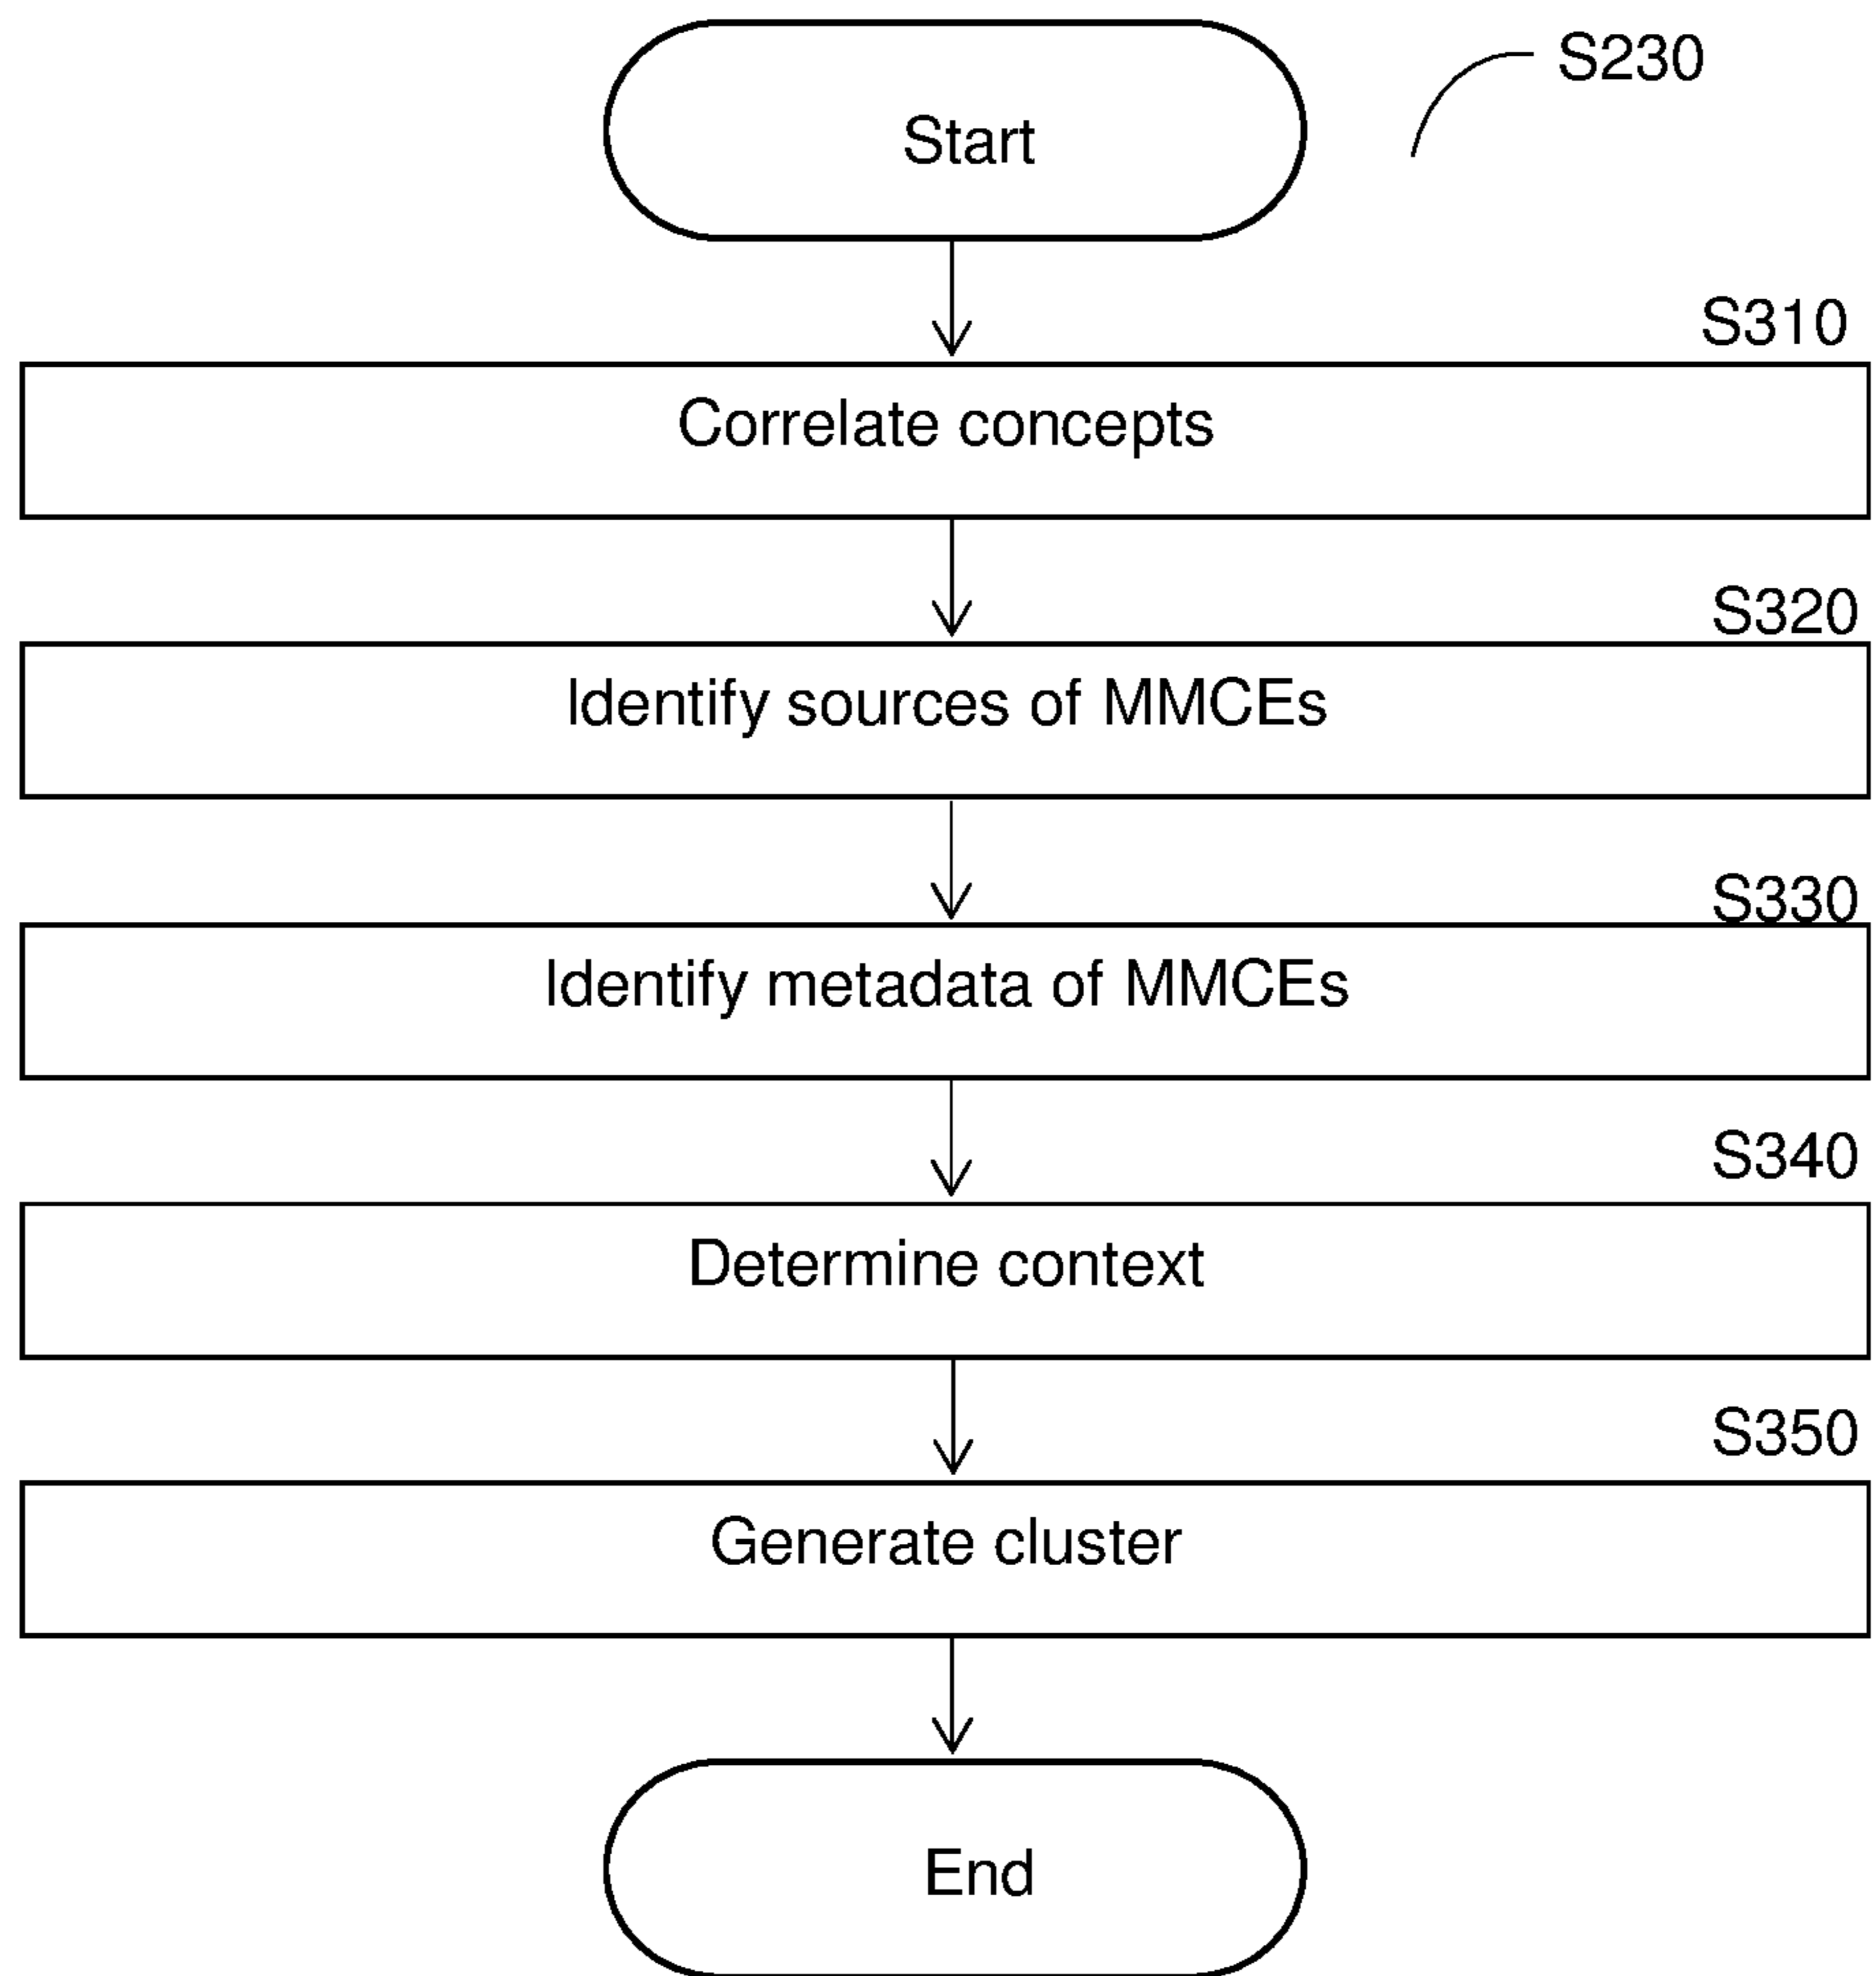 Start
S230
S310
Correlate concepts
S320
Identify sources of MMCEs
S330
Identify metadata of MMCEs
S340
Determine context
S350
Generate cluster
End